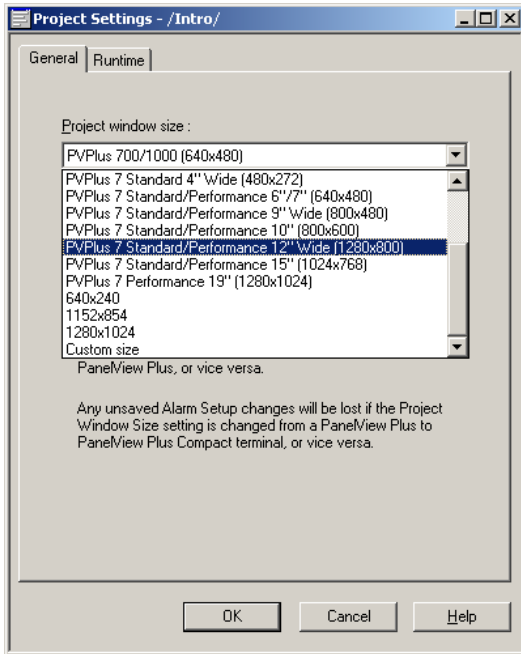 Project Settings - /Intro/
General
Runtime
Project window size :
PVPlus 700/1000 (640x480)
PVPlus 7 Standard 4" Wide (480x272)
PVPlus 7 Standard/Performance 6"/7" (640x480)
PVPlus 7 Standard/Performance 9" Wide (800x480)
PVPlus 7 Standard/Performance 10" (800x600)
PVPlus 7 Standard/Performance 12" Wide (1280x800)
PVPlus 7 Standard/Performance 15" (1024x768)
PVPlus 7 Performance 19" (1280x1024)
640x240
1152x854
1280x1024
Custom size
PanelView Plus, or vice versa.
Any unsaved Alarm Setup changes will be lost if the Project
Window Size setting is changed from a PanelView Plus to
PanelView Plus Compact terminal, or vice versa.
OK
Cancel
Help